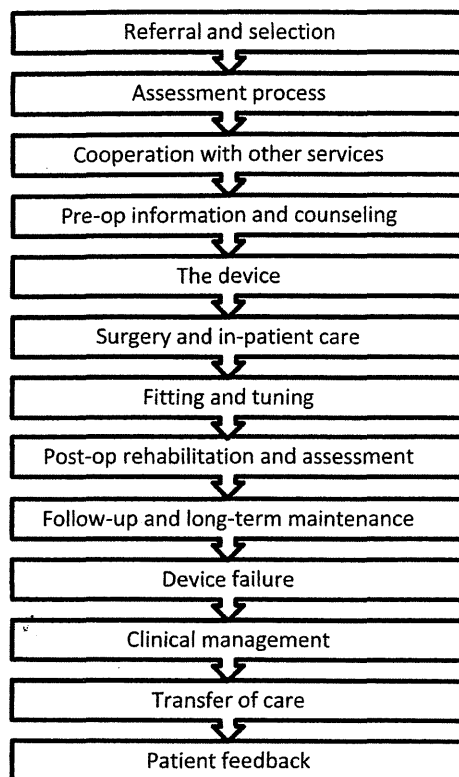 Referral and selection
Assessment process
Cooperation with other services
Pre-op information and counseling
The device
Surgery and in-patient care
Fitting and tuning
Post-op rehabilitation and assessment
Follow-up and long-term maintenance
Device failure
Clinical management
Transfer of care
Patient feedback